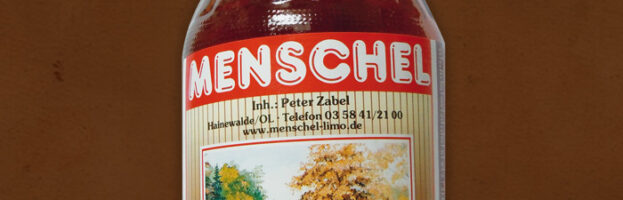 MENSCHEL
Inh.: Peter Zabel
Hainewalde/OL · Telefon 03 58 41/21 00
www.menschel-limo.de